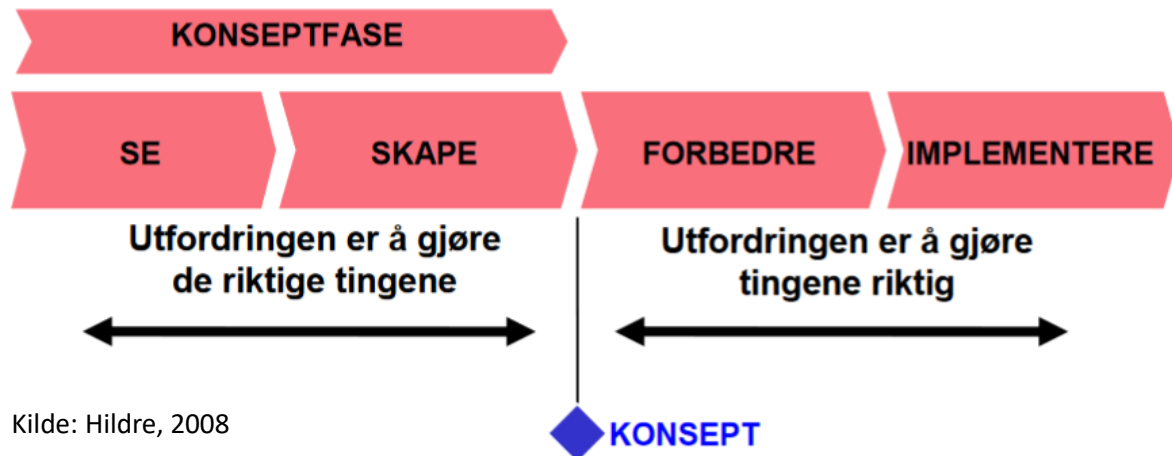 KONSEPTFASE
SE
SKAPE
FORBEDRE
IMPLEMENTERE
Utfordringen er å gjøre
de riktige tingene
Utfordringen er å gjøre
tingene riktig
Kilde: Hildre, 2008
KONSEPT